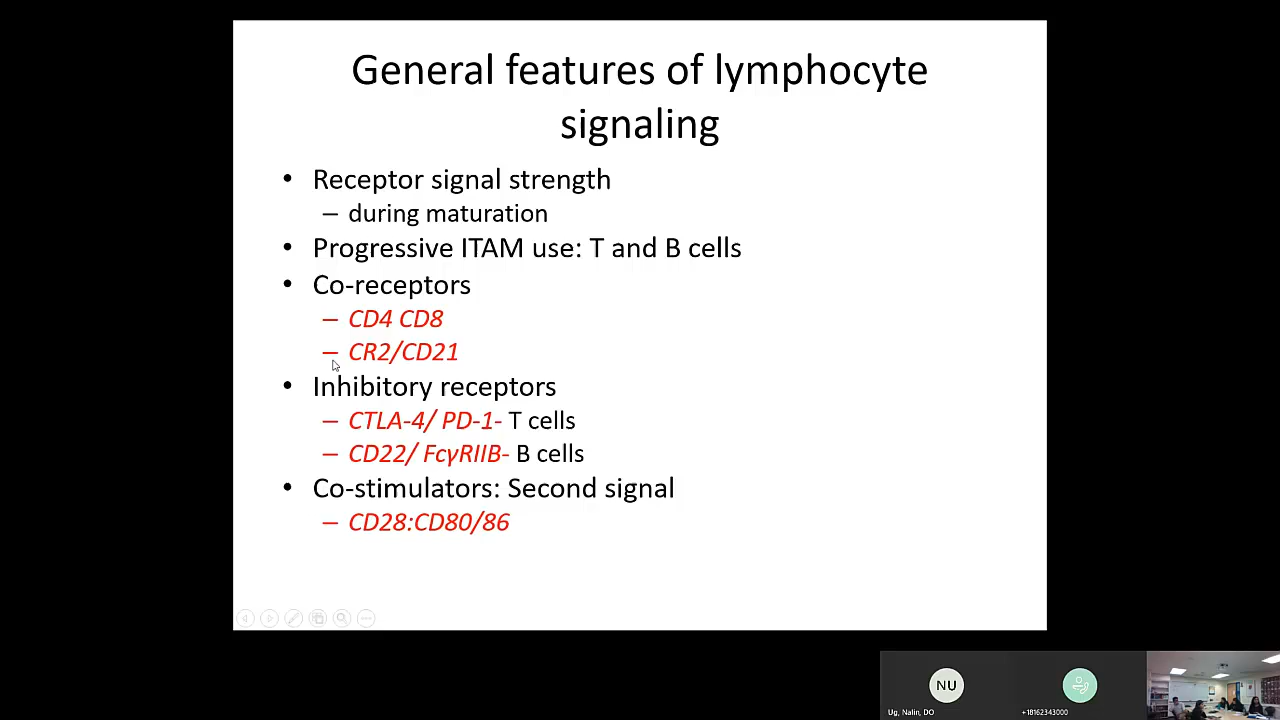 General features of lymphocyte
signaling
• Receptor signal strength
– during maturation
• Progressive ITAM use: T and B cells
• Co-receptors
– CD4 CD8
– CR2/CD21
• Inhibitory receptors
– CTLA-4/ PD-1- T cells
– CD22/ FcγRIIB- B cells
• Co-stimulators: Second signal
– CD28:CD80/86
NU
Ug, Nalin, DO
+18162343000